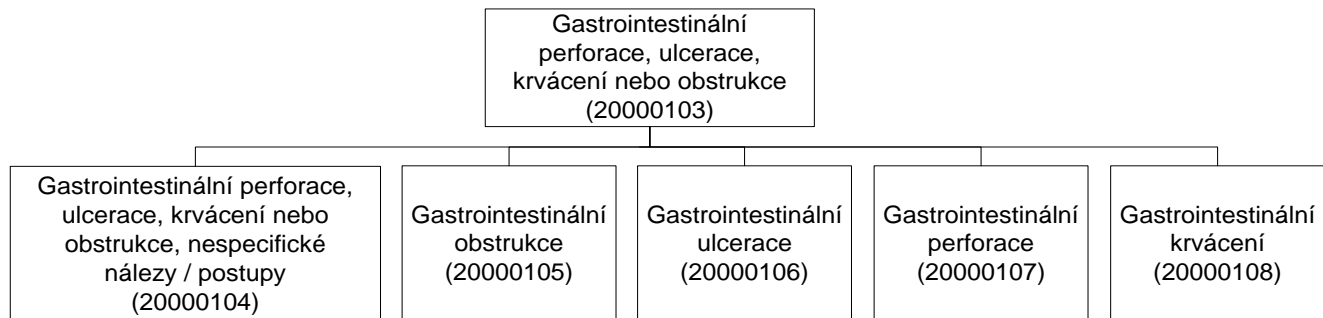 Gastrointestinální
perforace, ulcerace,
krvácení nebo obstrukce
(20000103)
Gastrointestinální perforace,
ulcerace, krvácení nebo
obstrukce, nespecifické
nálezy / postupy
(20000104)
Gastrointestinální
obstrukce
(20000105)
Gastrointestinální
ulcerace
(20000106)
Gastrointestinální
perforace
(20000107)
Gastrointestinální
krvácení
(20000108)